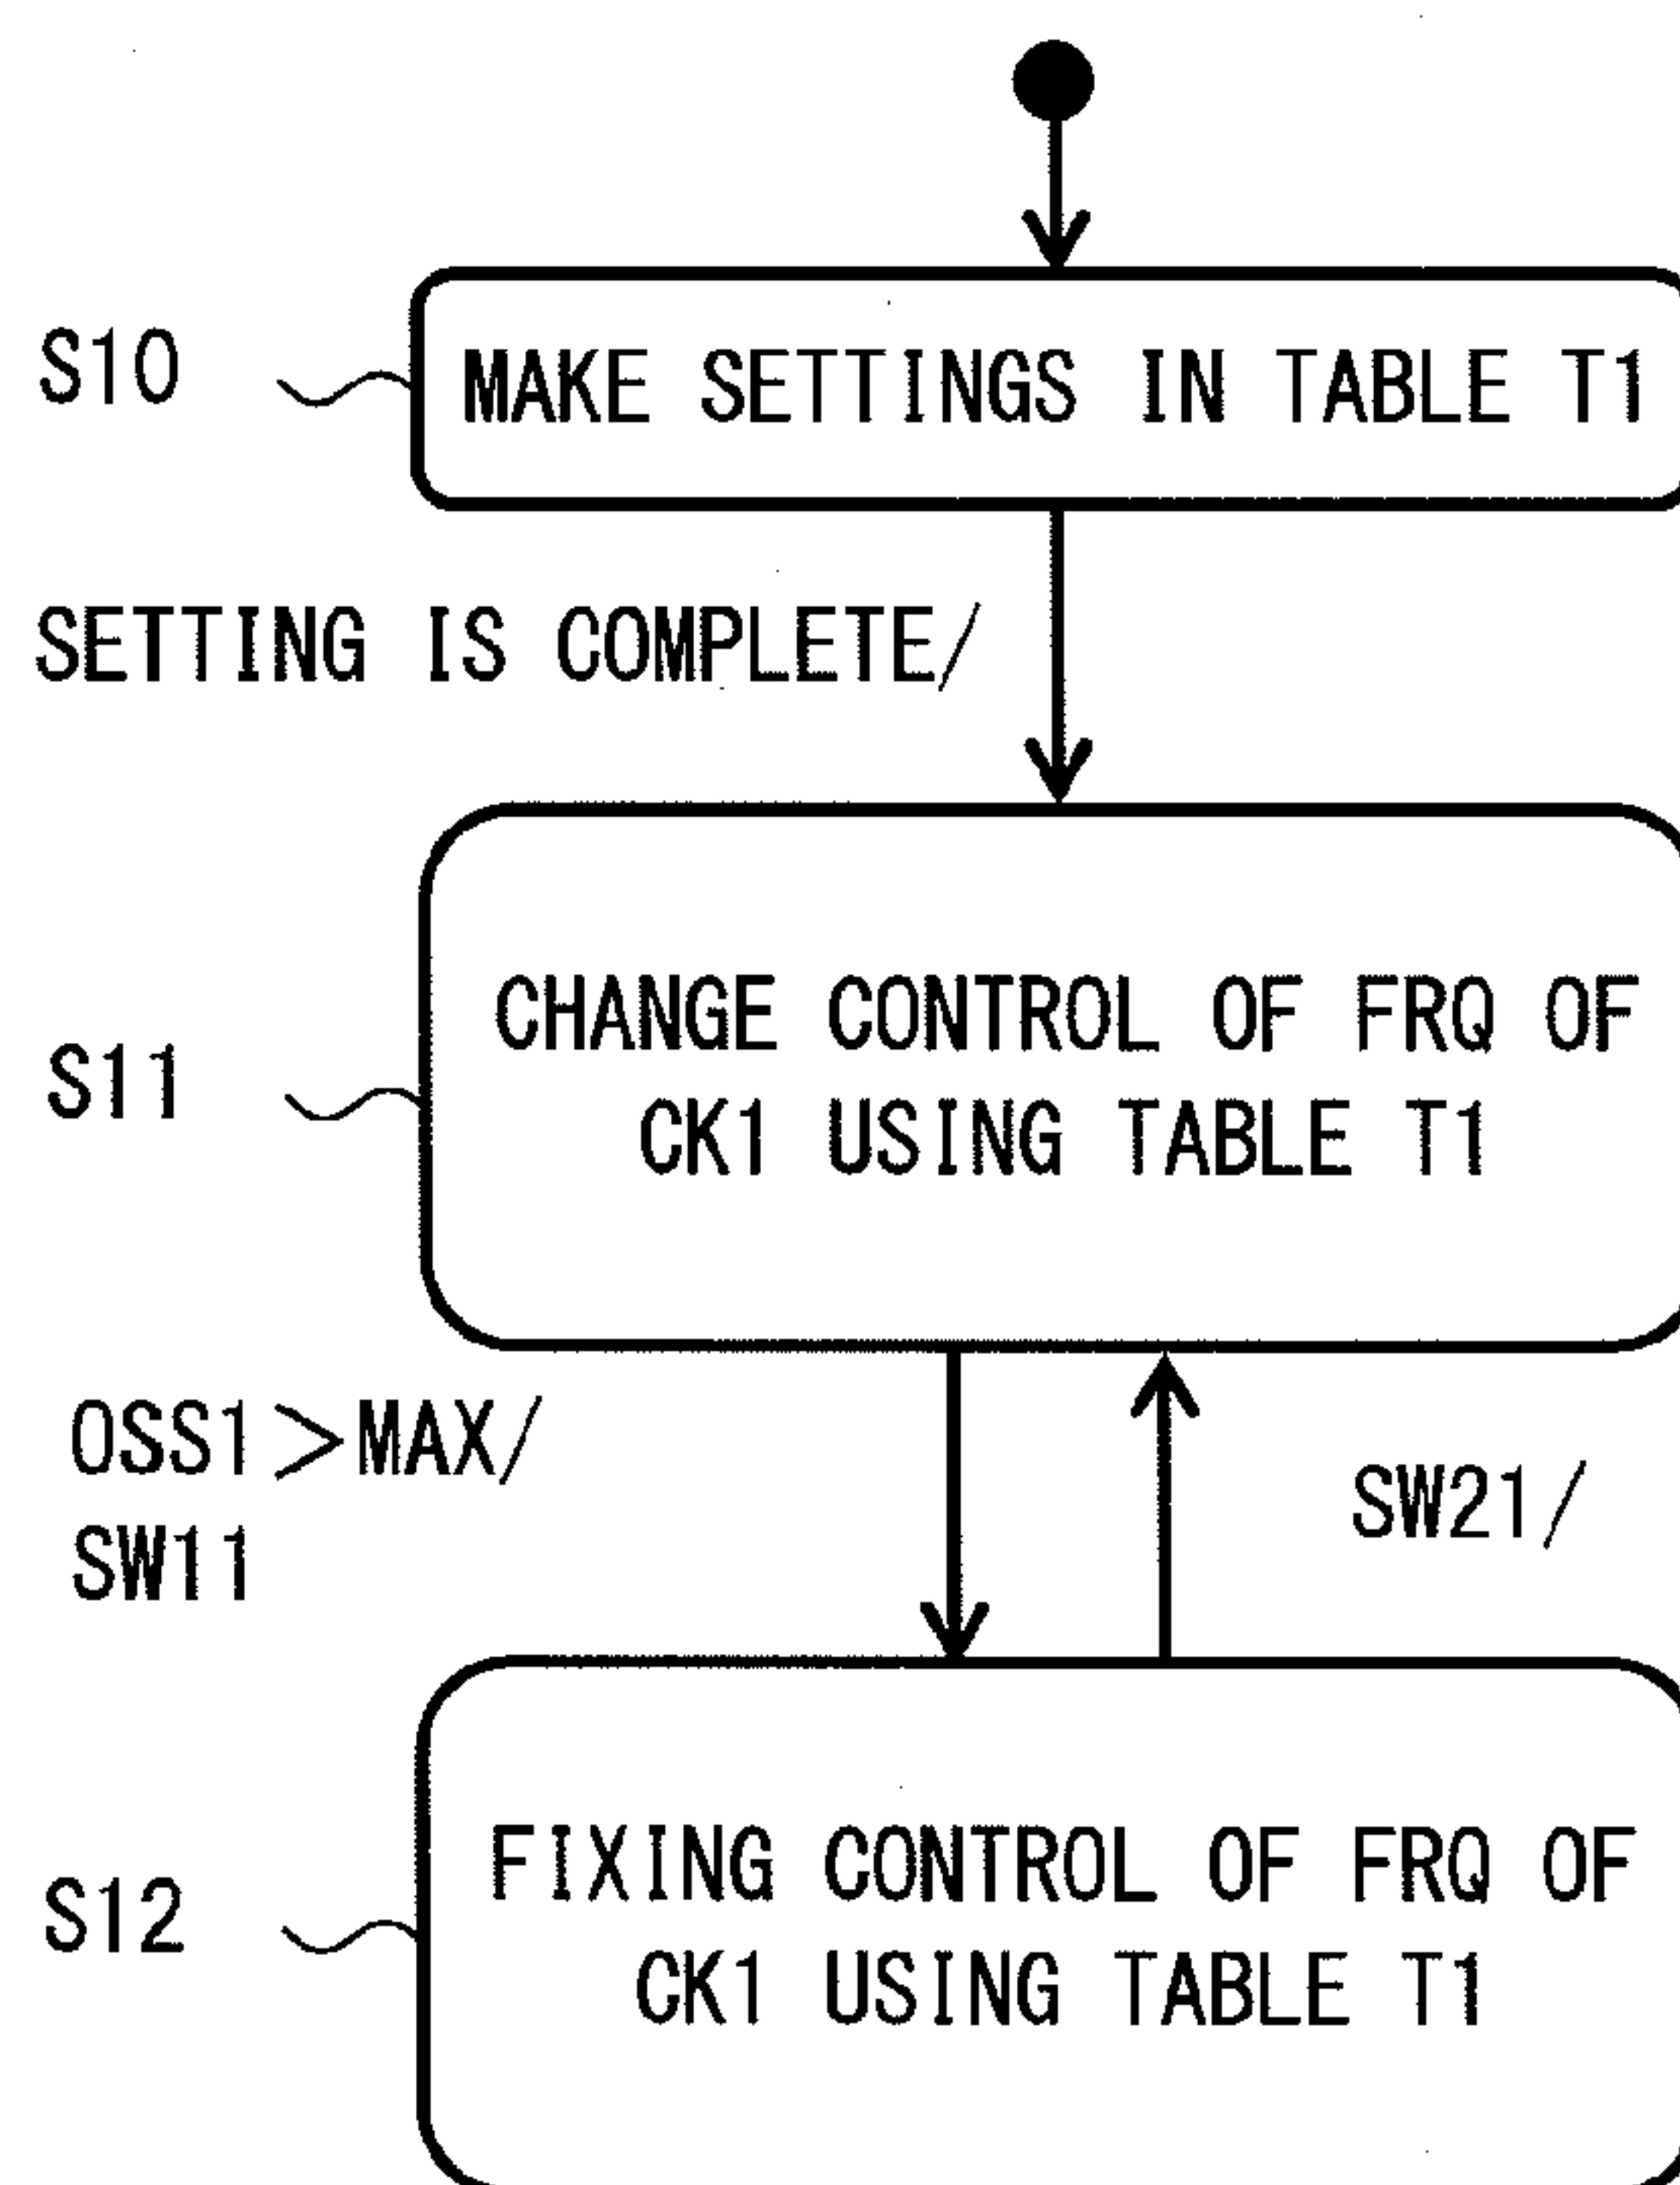 S10
MAKE SETTINGS IN TABLE T1
SETTING IS COMPLETE/
S11
CHANGE CONTROL OF FRQ OF
CK1 USING TABLE T1
OSS1>MAX/
SW11
SW21/
S12
FIXING CONTROL OF FRQ OF
CK1 USING TABLE T1